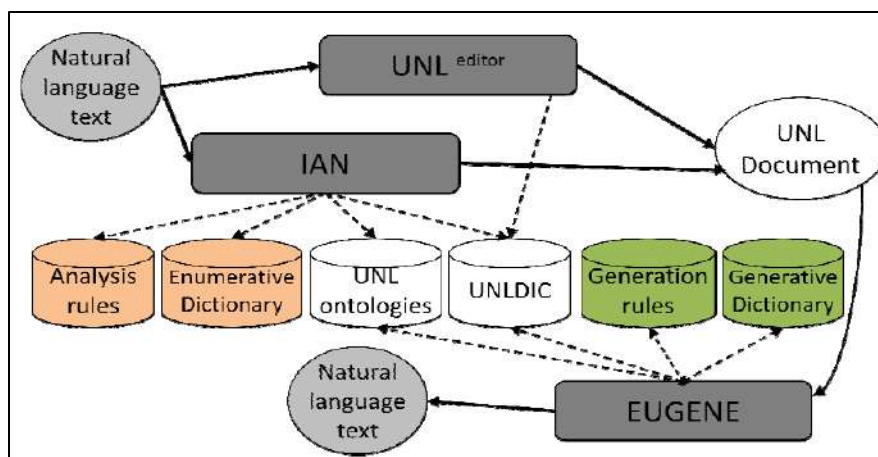 Natural
language
text
UNL editor
IAN
UNL
Document
Analysis
rules
Enumerative
Dictionary
UNL
ontologies
UNLDIC
Generation
rules
Generative
Dictionary
Natural
language
text
EUGENE